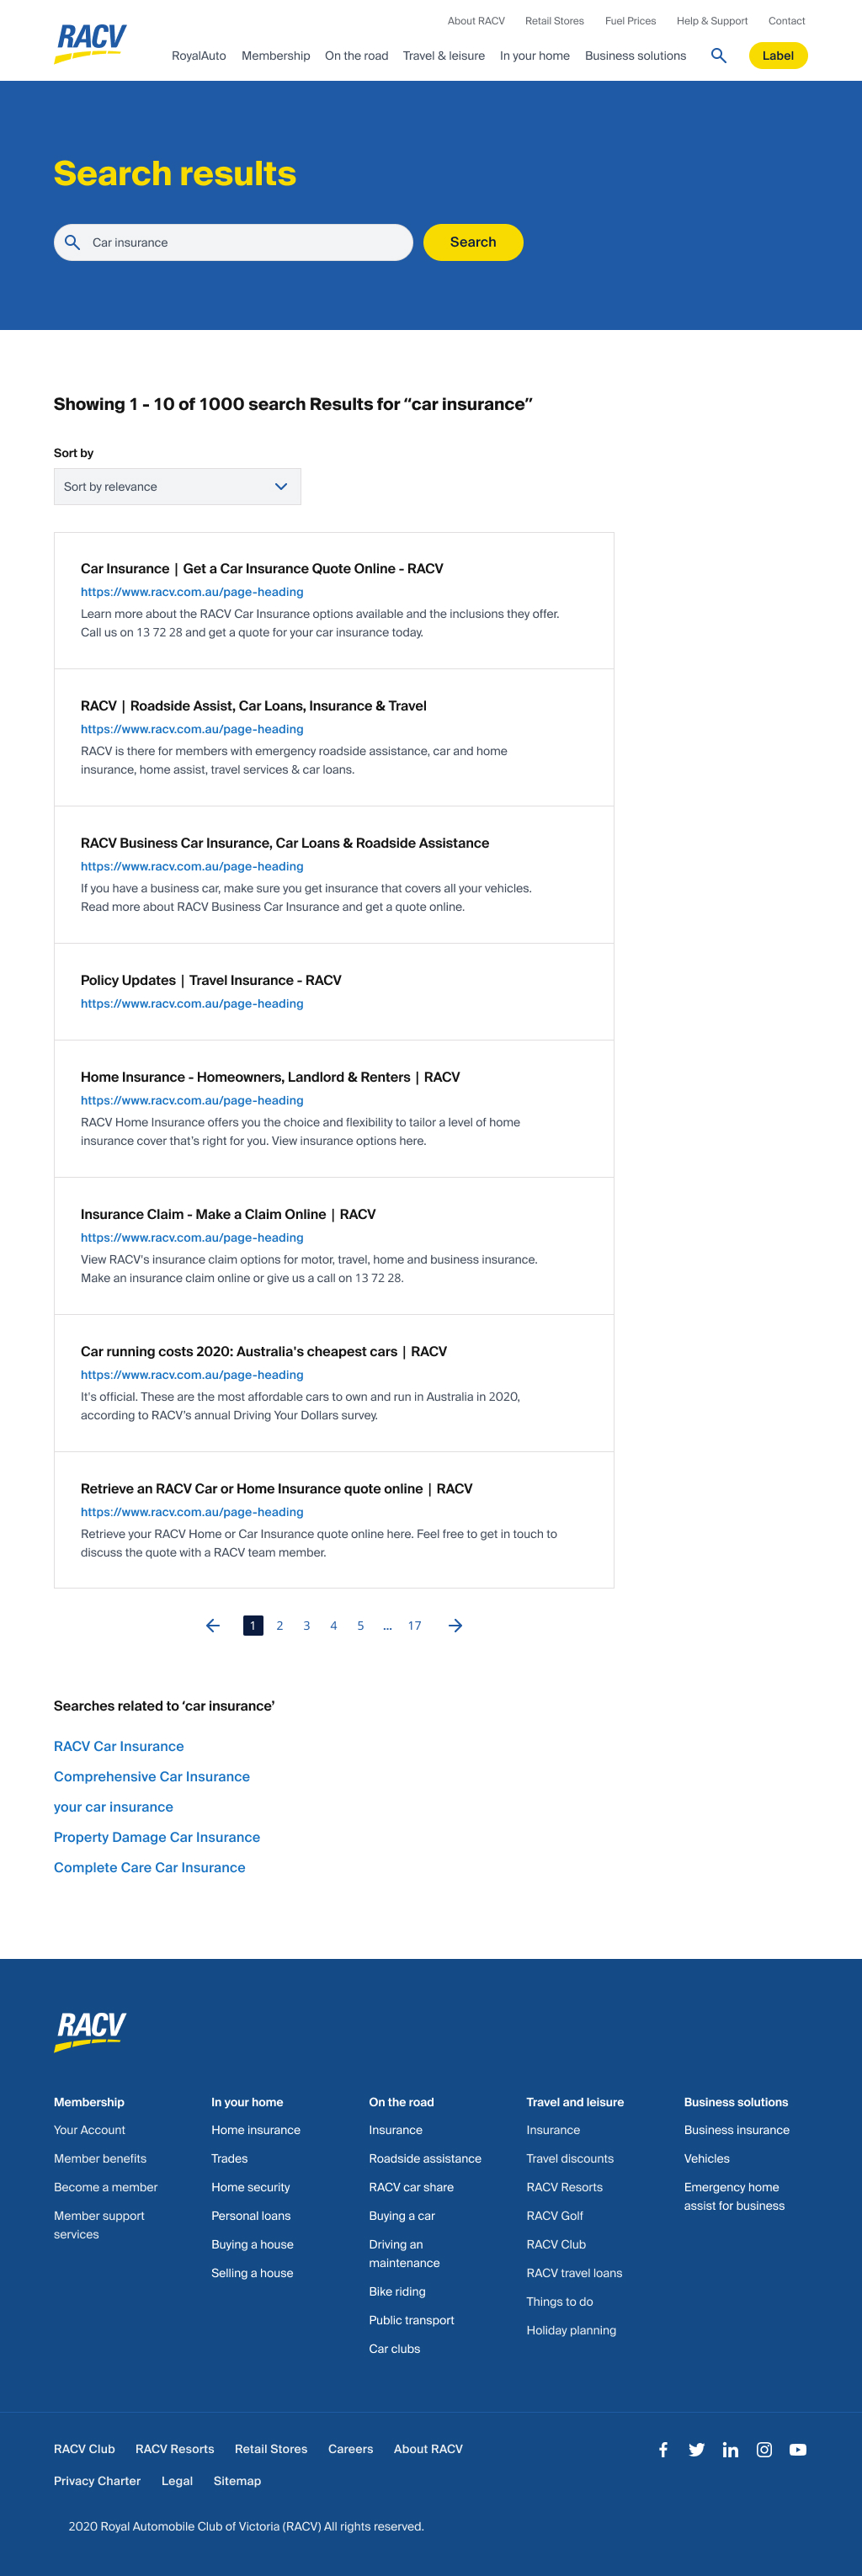 About RACV Retail Stores Fuel Prices Help & Support Contact
RACV
RoyalAuto Membership On the road Travel & leisure In your home Business solutions Label
Search results
Car insurance Search
Showing 1 - 10 of 1000 search Results for “car insurance”
Sort by
Sort by relevance
Car Insurance | Get a Car Insurance Quote Online - RACV
https://www.racv.com.au/page-heading
Learn more about the RACV Car Insurance options available and the inclusions they offer.
Call us on 13 72 28 and get a quote for your car insurance today.
RACV | Roadside Assist, Car Loans, Insurance & Travel
https://www.racv.com.au/page-heading
RACV is there for members with emergency roadside assistance, car and home
insurance, home assist, travel services & car loans.
RACV Business Car Insurance, Car Loans & Roadside Assistance
https://www.racv.com.au/page-heading
If you have a business car, make sure you get insurance that covers all your vehicles.
Read more about RACV Business Car Insurance and get a quote online.
Policy Updates | Travel Insurance - RACV
https://www.racv.com.au/page-heading
Home Insurance - Homeowners, Landlord & Renters | RACV
https://www.racv.com.au/page-heading
RACV Home Insurance offers you the choice and flexibility to tailor a level of home
insurance cover that’s right for you. View insurance options here.
Insurance Claim - Make a Claim Online | RACV
https://www.racv.com.au/page-heading
View RACV's insurance claim options for motor, travel, home and business insurance.
Make an insurance claim online or give us a call on 13 72 28.
Car running costs 2020: Australia's cheapest cars | RACV
https://www.racv.com.au/page-heading
It's official. These are the most affordable cars to own and run in Australia in 2020,
according to RACV’s annual Driving Your Dollars survey.
Retrieve an RACV Car or Home Insurance quote online | RACV
https://www.racv.com.au/page-heading
Retrieve your RACV Home or Car Insurance quote online here. Feel free to get in touch to
discuss the quote with a RACV team member.
1 2 3 4 5 ... 17
Searches related to ‘car insurance’
RACV Car Insurance
Comprehensive Car Insurance
your car insurance
Property Damage Car Insurance
Complete Care Car Insurance
RACV
Membership
Your Account
Member benefits
Become a member
Member support
services
In your home
Home insurance
Trades
Home security
Personal loans
Buying a house
Selling a house
On the road
Insurance
Roadside assistance
RACV car share
Buying a car
Driving an
maintenance
Bike riding
Public transport
Car clubs
Travel and leisure
Insurance
Travel discounts
RACV Resorts
RACV Golf
RACV Club
RACV travel loans
Things to do
Holiday planning
Business solutions
Business insurance
Vehicles
Emergency home
assist for business
RACV Club RACV Resorts Retail Stores Careers About RACV
Privacy Charter Legal Sitemap
2020 Royal Automobile Club of Victoria (RACV) All rights reserved.